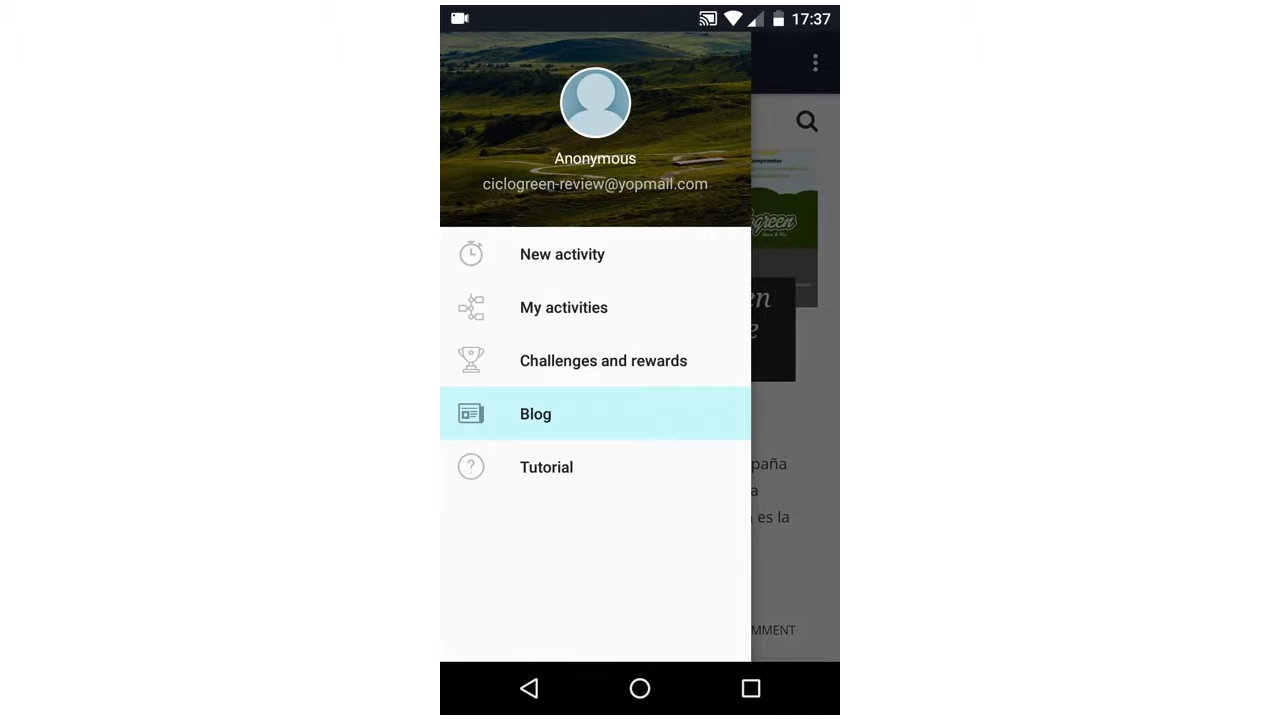 17:37
Anonymous
ciclogreen-review@yopmail.com
New activity
My activities
Challenges and rewards
Blog
Tutorial
en
e
paña
a
es la
MMENT